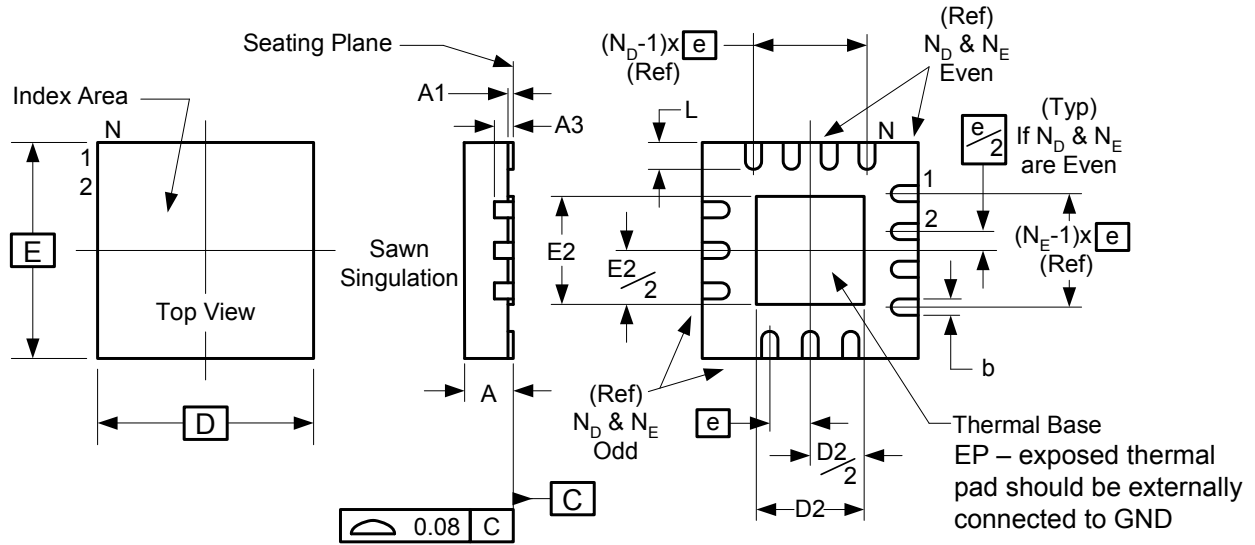 Seating Plane
Index Area
N
1
2
E
Top View
D
A1
A3
Sawn
Singulation
A
0.08 C
C
(N_D-1)x e
(Ref)
(Ref)
N_D & N_E
Even
L
N
e/2
(Typ)
If N_D & N_E
are Even
1
2
(N_E-1)x e
(Ref)
E2
E2/2
b
(Ref)
N_D & N_E
Odd
e
D2/2
D2
Thermal Base
EP – exposed thermal
pad should be externally
connected to GND